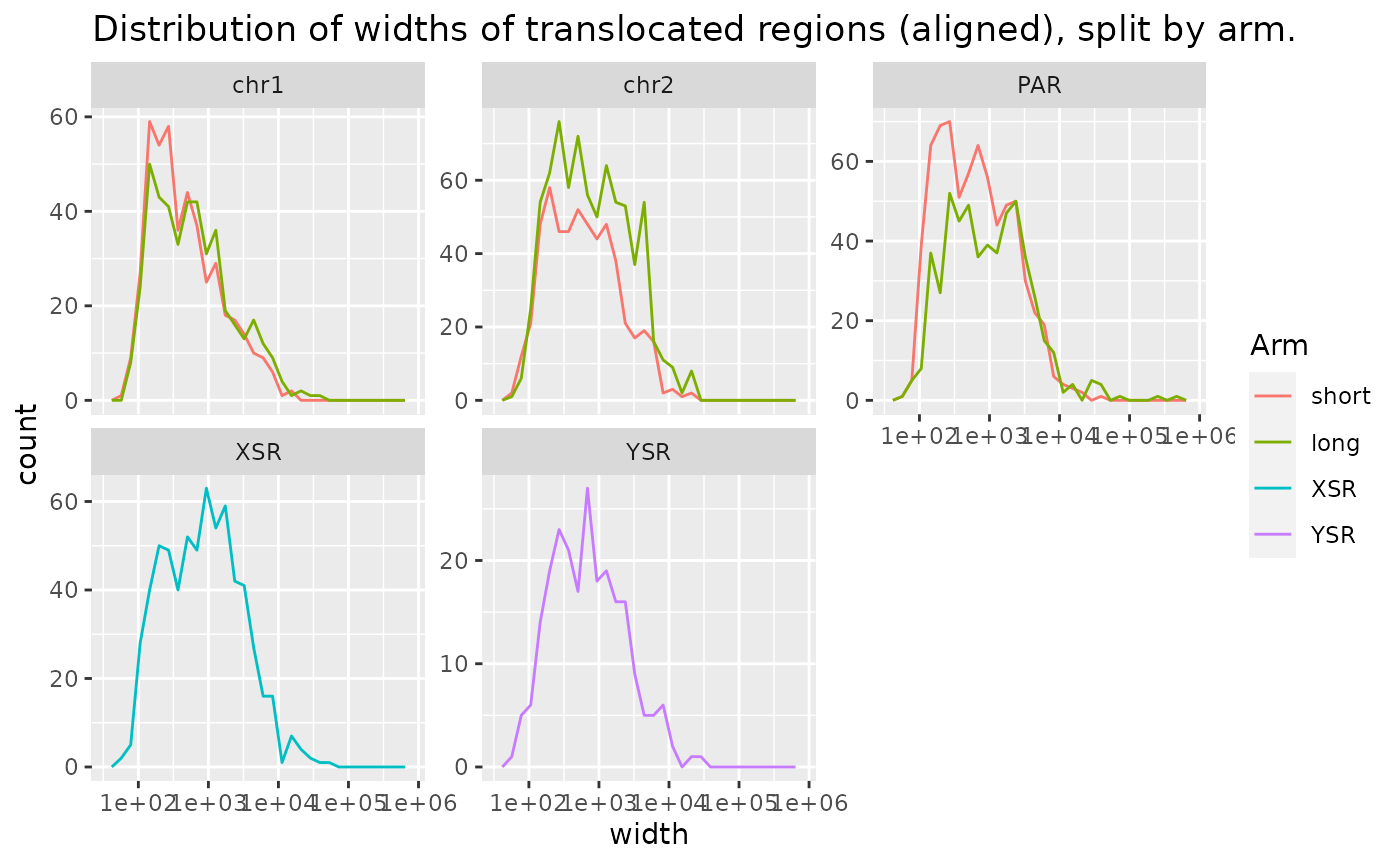 Distribution of widths of translocated regions (aligned), split by arm.
chr1
chr2
PAR
60
40
20
0
60
40
20
0
60
40
20
0
1e+02 1e+03 1e+04 1e+05 1e+06
count
XSR
YSR
60
40
20
0
20
10
0
1e+02 1e+03 1e+04 1e+05 1e+06
1e+02 1e+03 1e+04 1e+05 1e+06
width
Arm
short
long
XSR
YSR